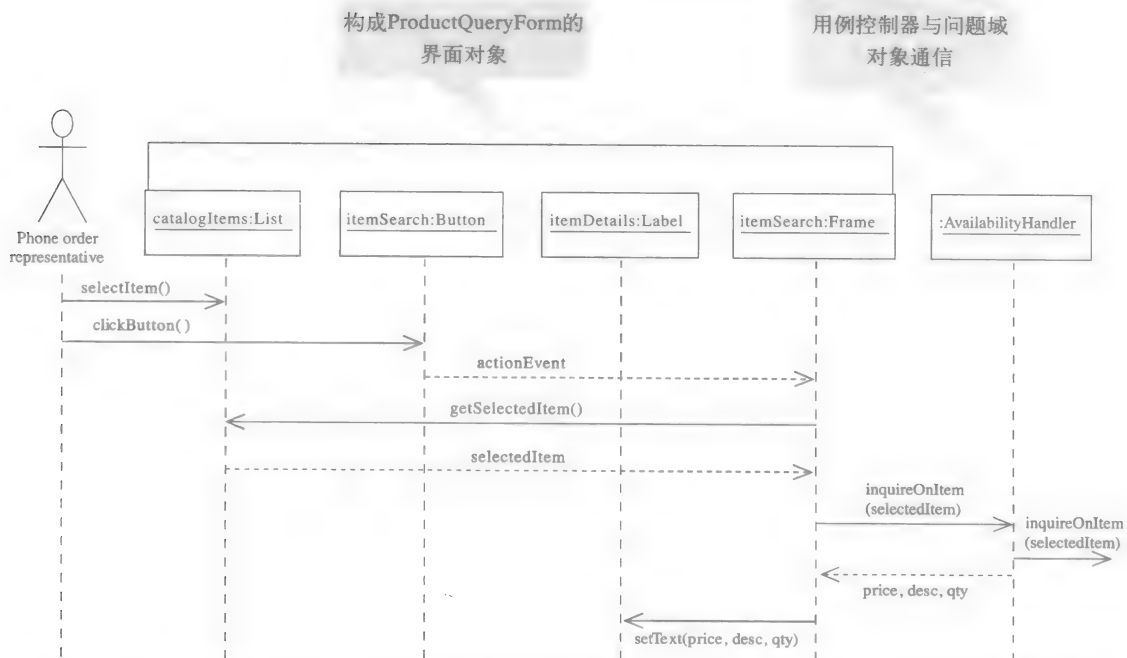 构成ProductQueryForm的
界面对象
用例控制器与问题域
对象通信
catalogItems:List
itemSearch:Button
itemDetails:Label
itemSearch:Frame
:AvailabilityHandler
Phone order
representative
selectItem()
clickButton()
actionEvent
getSelectedItem()
selectedItem
inquireOnItem
(selectedItem)
inquireOnItem
(selectedItem)
price, desc, qty
setText(price, desc, qty)